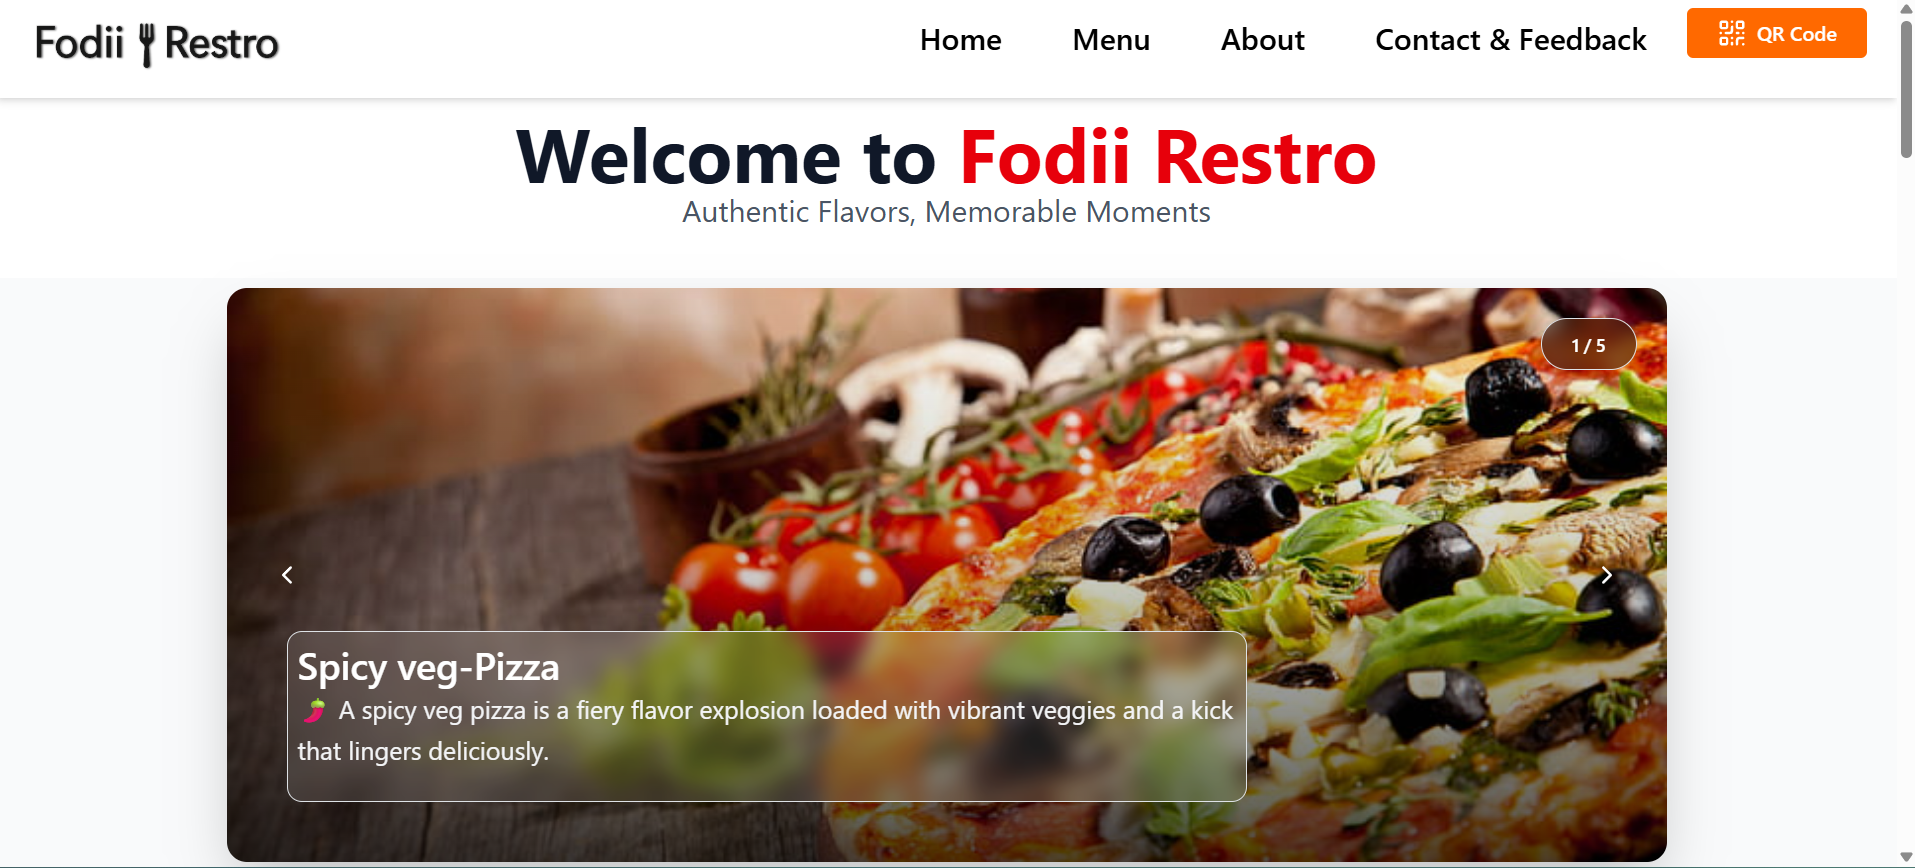 Fodii Restro
Home
Menu
About
Contact & Feedback
QR Code
Welcome to Fodii Restro
Authentic Flavors, Memorable Moments
1 / 5
Spicy veg-Pizza
🌶️ A spicy veg pizza is a fiery flavor explosion loaded with vibrant veggies and a kick
that lingers deliciously.